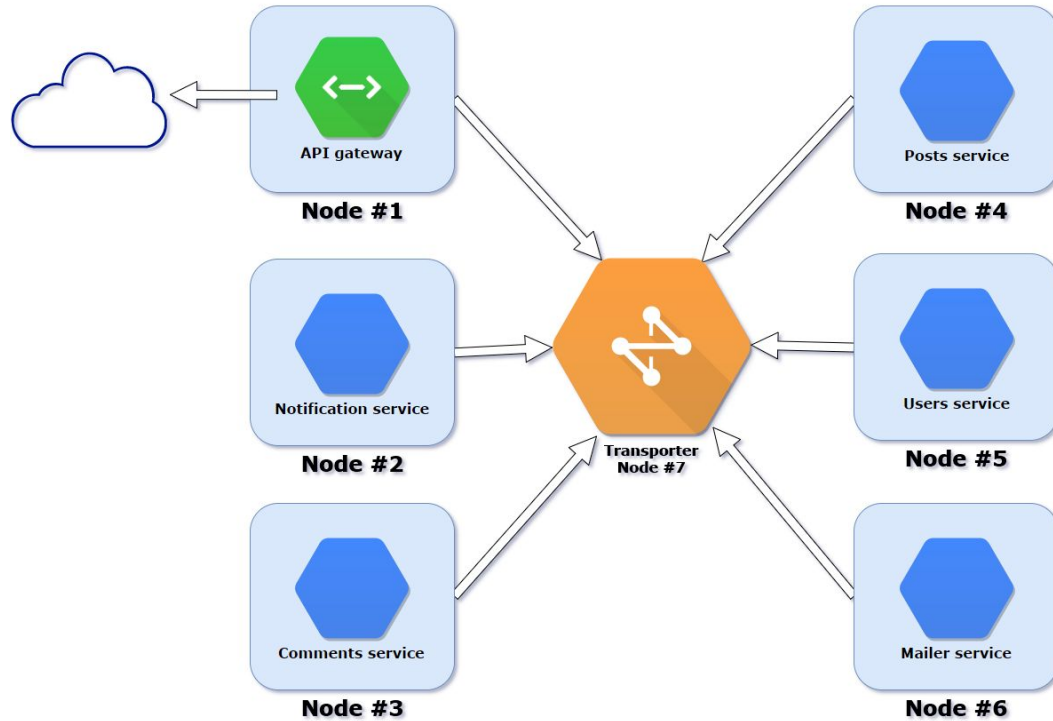 API gateway
Node #1
Notification service
Node #2
Comments service
Node #3
Transporter
Node #7
Posts service
Node #4
Users service
Node #5
Mailer service
Node #6